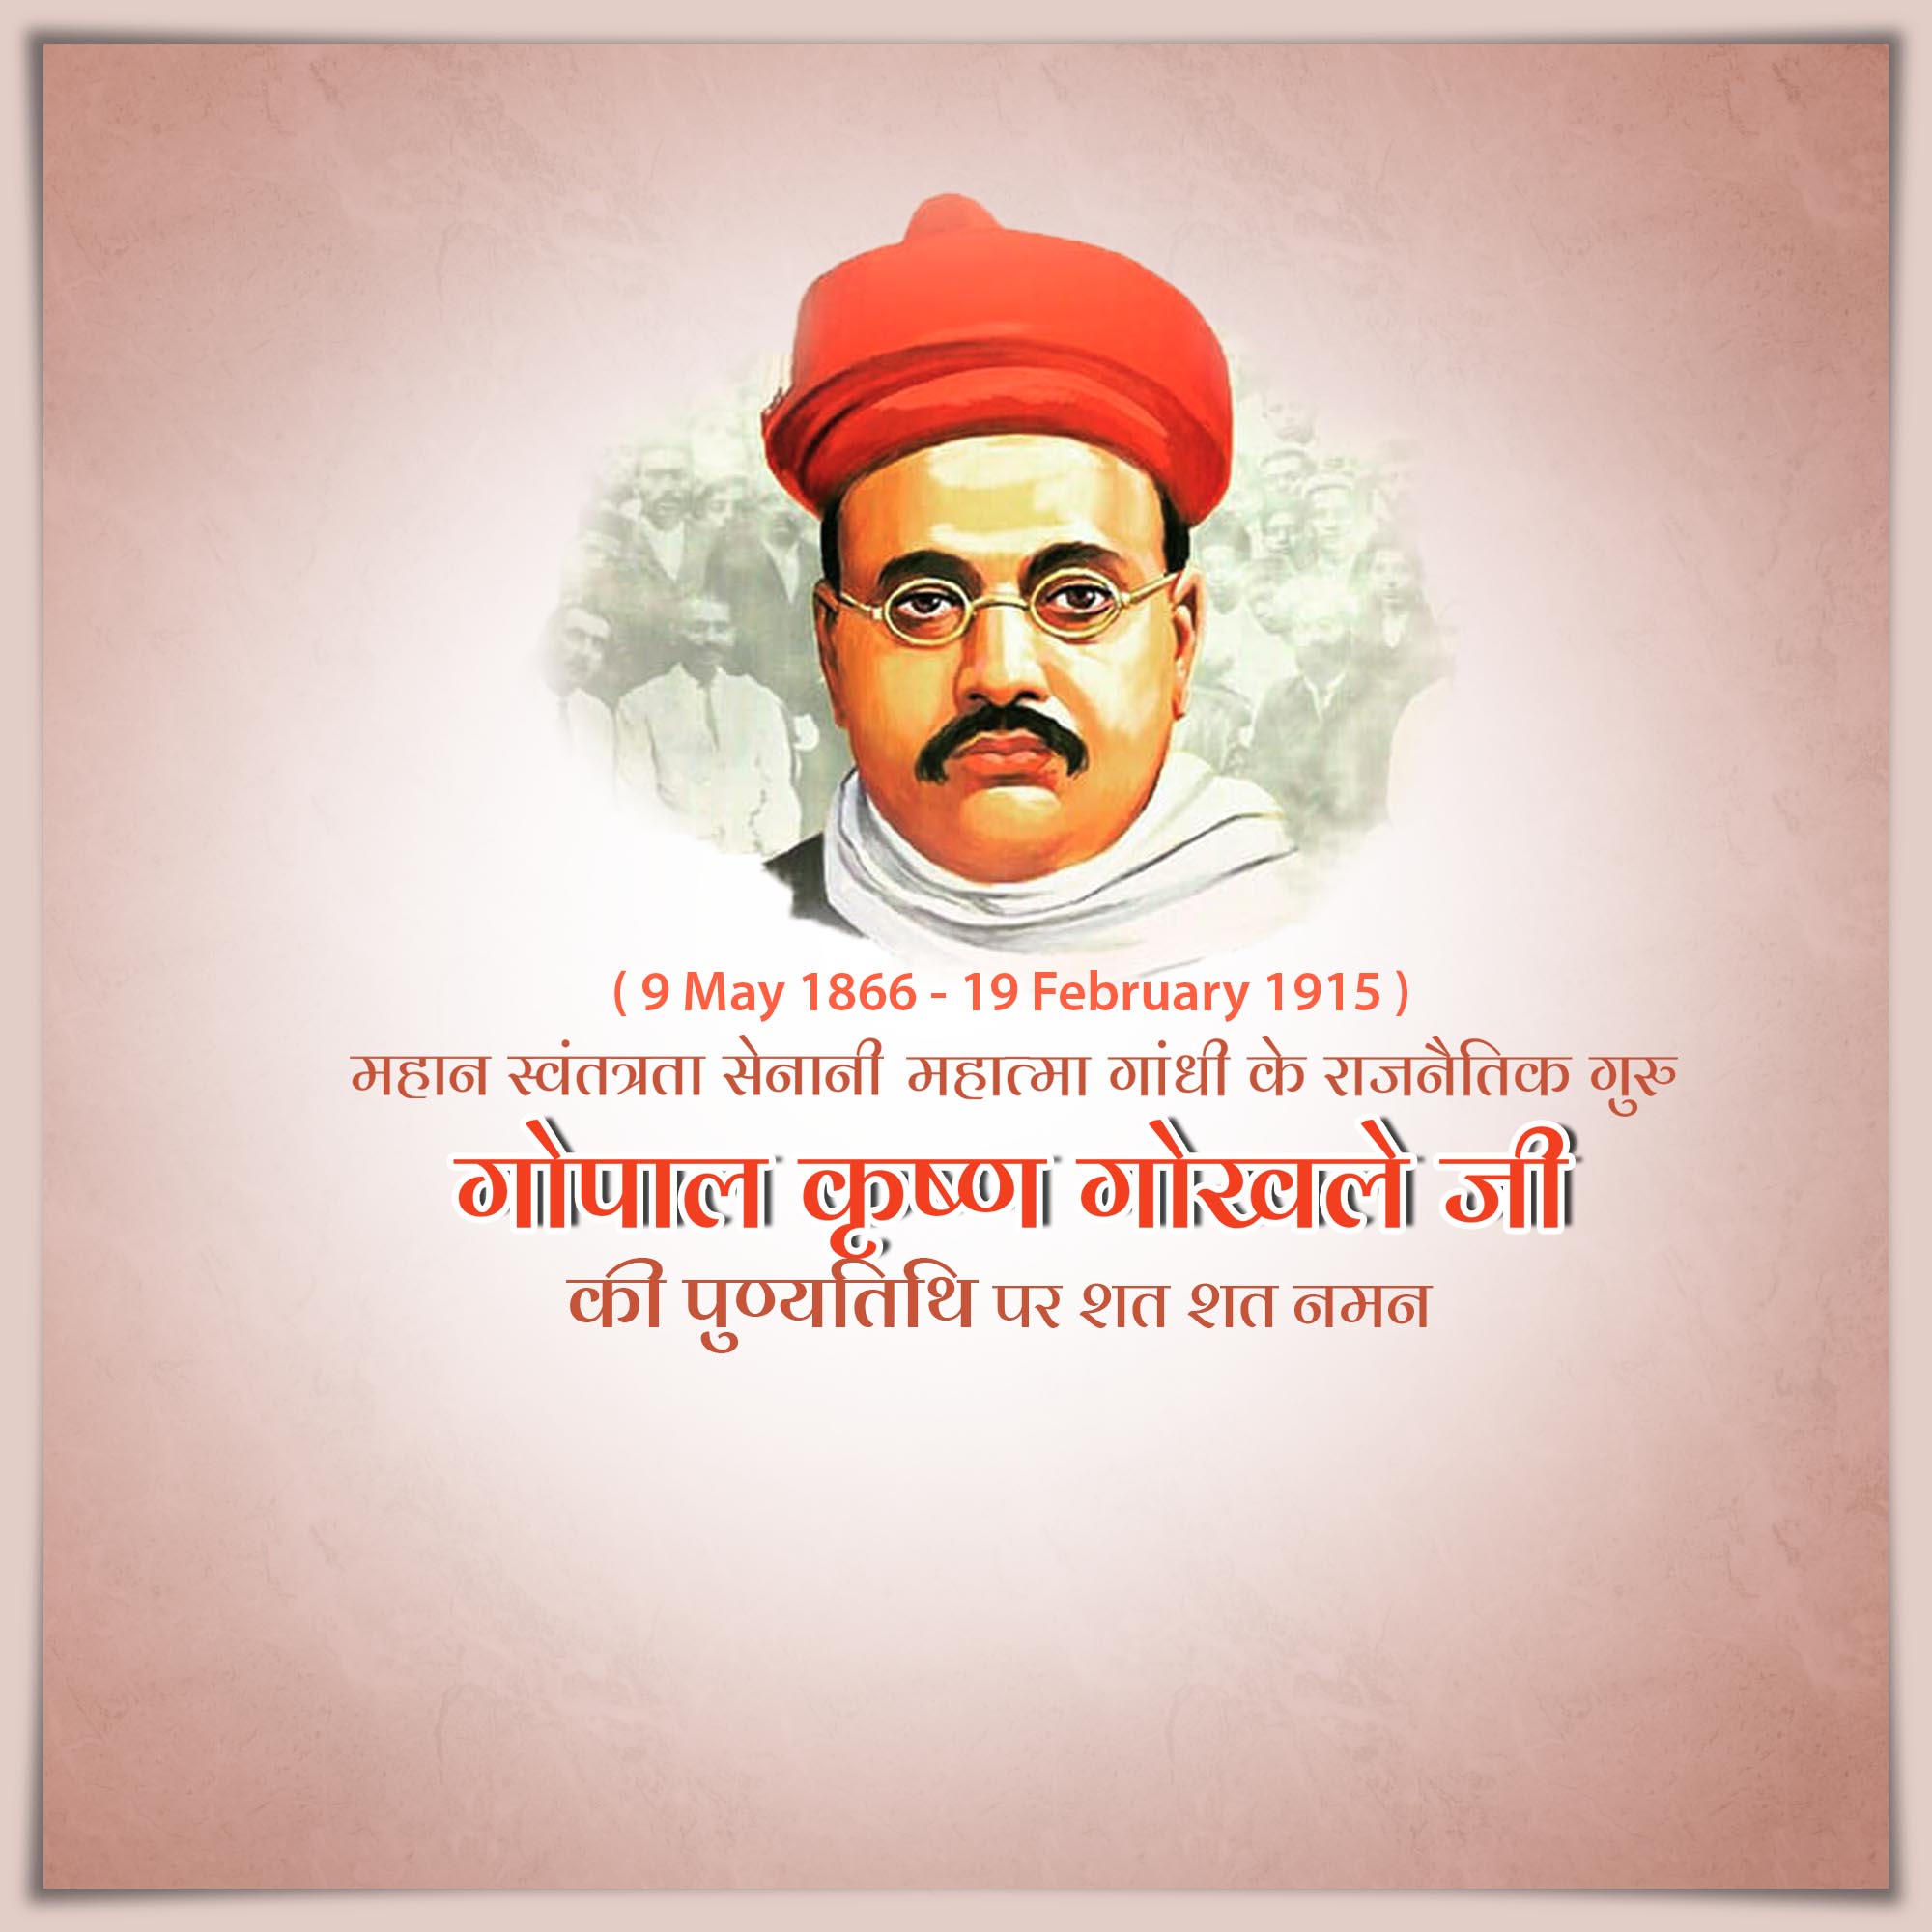 ( 9 May 1866 - 19 February 1915 )
महान स्वंतत्रता सेनानी महात्मा गांधी के राजनैतिक गुरु
गोपाल कृष्ण गोखले जी
की पुण्यतिथि पर शत शत नमन